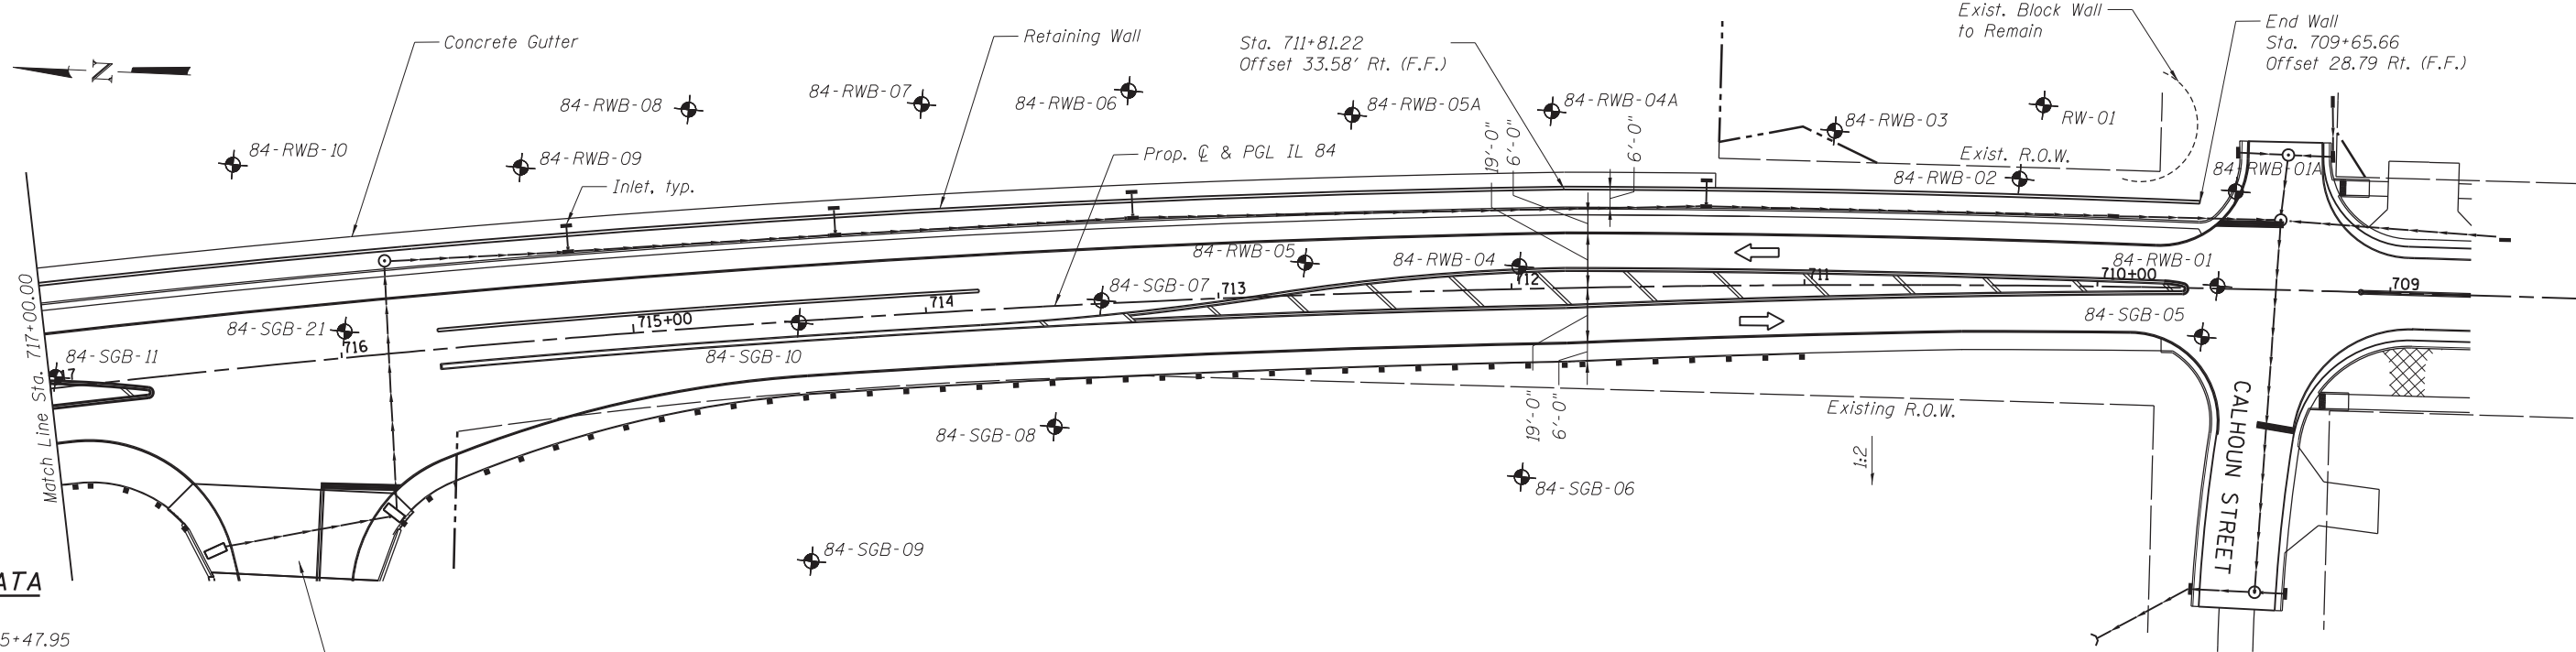 Exist. Block Wall
to Remain
End Wall
Sta. 709+65.66
Offset 28.79 Rt. (F.F.)
Concrete Gutter
Retaining Wall
Sta. 711+81.22
Offset 33.58' Rt. (F.F.)
N
84-RWB-08
84-RWB-07
84-RWB-06
84-RWB-05A
84-RWB-04A
84-RWB-03
RW-01
84-RWB-10
84-RWB-09
Inlet, typ.
Prop. ℄ & PGL IL 84
19'-0"
6'-0"
6'-0"
Exist. R.O.W.
84-RWB-02
84-RWB-01A
84-RWB-05
84-RWB-04
84-RWB-01
84-SGB-07
713
712
711
710+00
709
714
715+00
716
84-SGB-21
84-SGB-10
84-SGB-05
84-SGB-11
17
Match Line Sta. 717+00.00
19'-0"
6'-0"
Existing R.O.W.
84-SGB-08
84-SGB-06
1:2
CALHOUN STREET
84-SGB-09
ATA
5+47.95